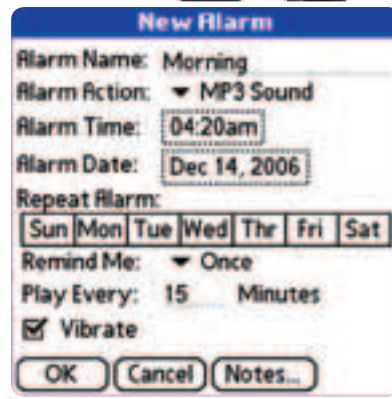 New Alarm
Alarm Name: Morning
Alarm Action: MP3 Sound
Alarm Time: 04:20am
Alarm Date: Dec 14, 2006
Repeat Alarm:
Sun Mon Tue Wed Thr Fri Sat
Remind Me: Once
Play Every: 15 Minutes
Vibrate
OK Cancel Notes...